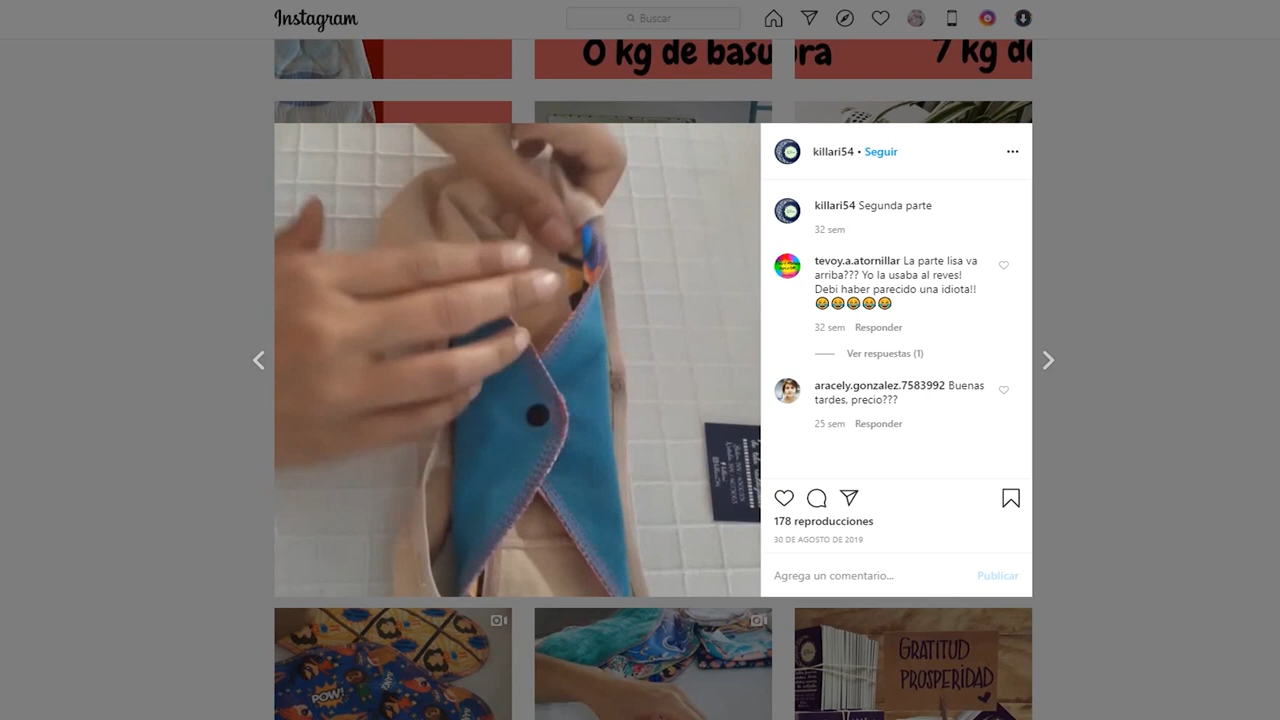 Instagram
Buscar
0 kg de basura
7 kg de
killari54 • Seguir
killari54 Segunda parte
32 sem
tevoy.a.atornillar La parte lisa va
arriba??? Yo la usaba al reves!
Debi haber parecido una idiota!!
😂😂😂😂😂
32 sem Responder
Ver respuestas (1)
aracely.gonzalez.7583992 Buenas
tardes, precio???
25 sem Responder
178 reproducciones
30 DE AGOSTO DE 2019
Agrega un comentario... Publicar
POW!
GRATITUD
PROSPERIDAD